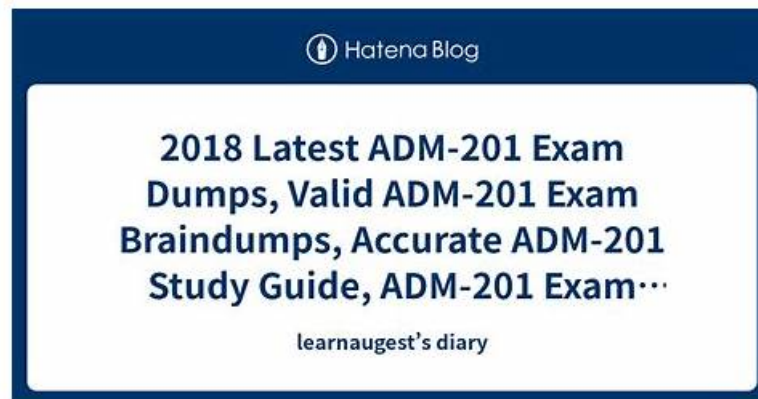 Hatena Blog
2018 Latest ADM-201 Exam
Dumps, Valid ADM-201 Exam
Braindumps, Accurate ADM-201
Study Guide, ADM-201 Exam…
learnaugest's diary